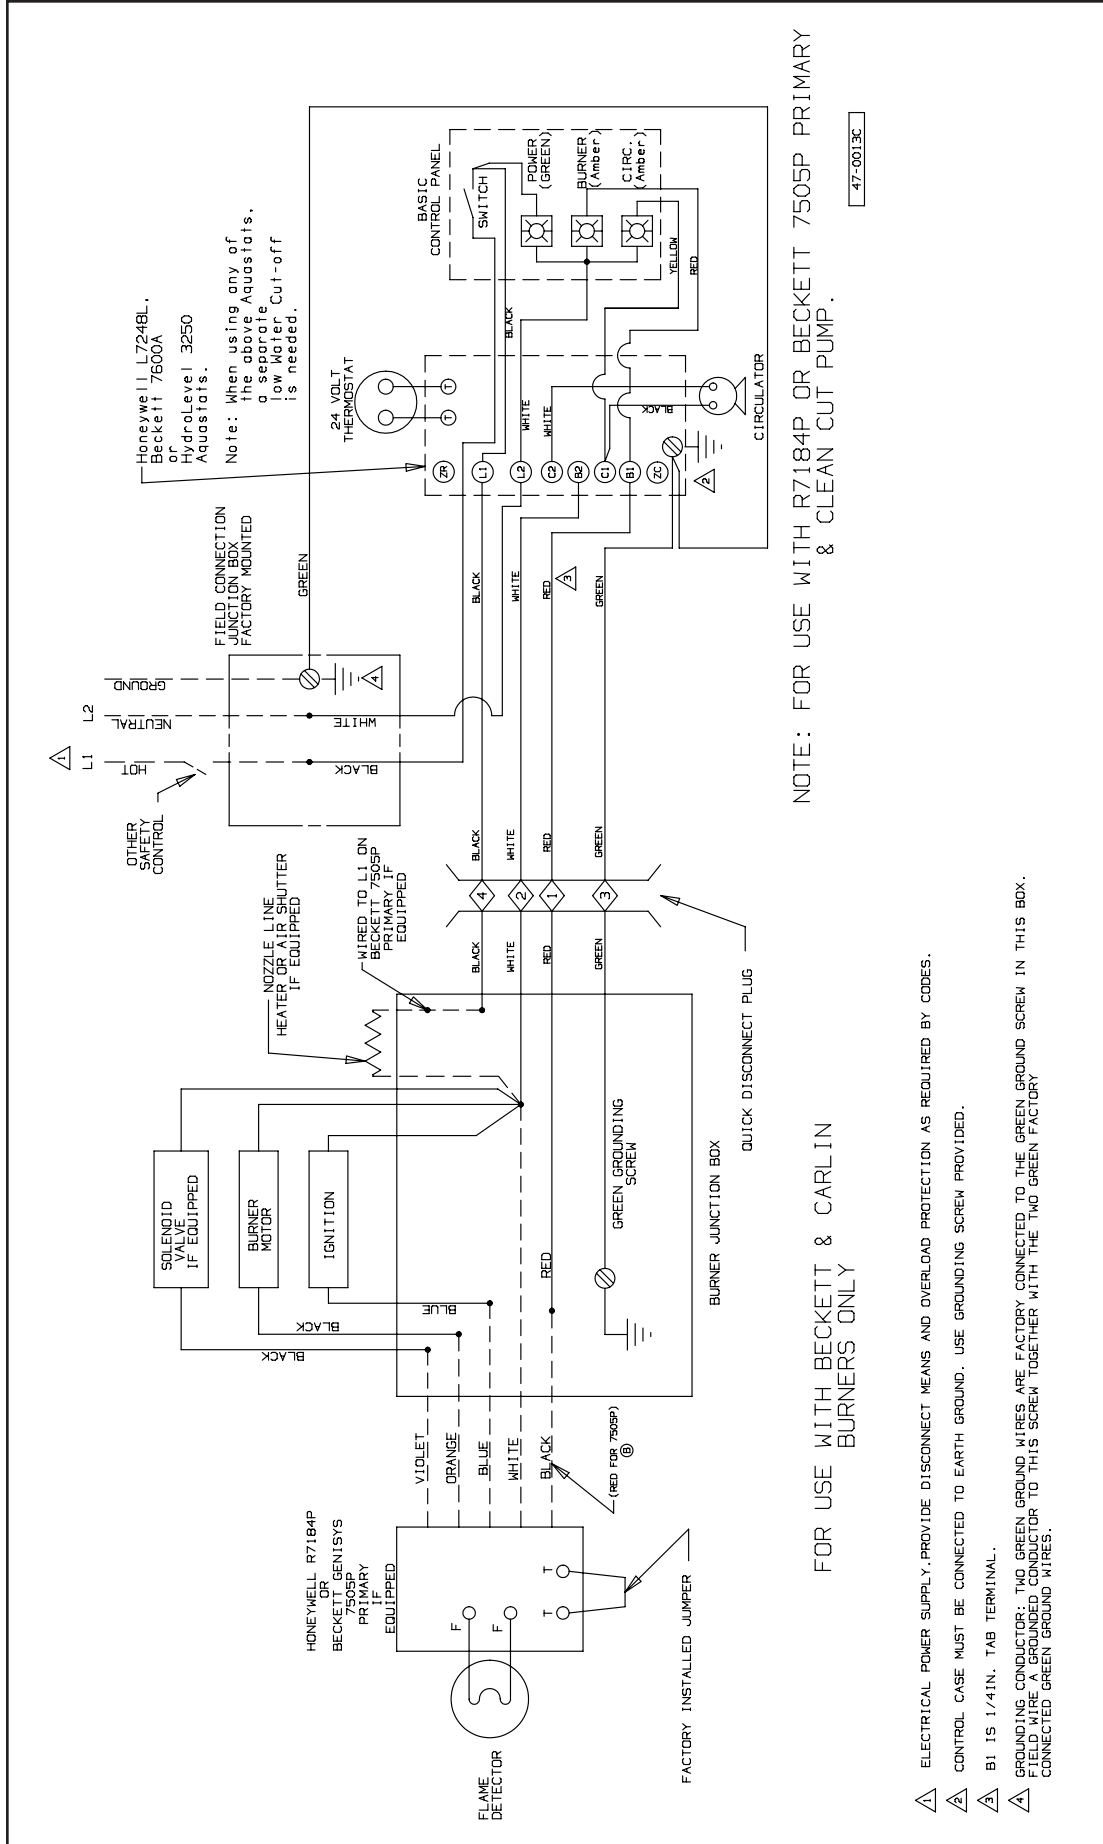 Honeywell L7248L,
Beckett 7600A
or
HydroLevel 3250
Aquastats.
Note: When using any of
the above Aquastats,
a separate
low Water Cut-off
is needed.
BASIC
CONTROL PANEL
SWITCH
POWER
(GREEN)
BURNER
(Amber)
CIRC.
(Amber)
24 VOLT
THERMOSTAT
T
T
ZR
L1
L2
C2
B2
C1
B1
ZC
2
BLACK
WHITE
WHITE
BLACK
YELLOW
RED
CIRCULATOR
FIELD CONNECTION
JUNCTION BOX
FACTORY MOUNTED
GREEN
1
L1
L2
HOT
NEUTRAL
GROUND
BLACK
WHITE
4
OTHER
SAFETY
CONTROL
BLACK
WHITE
RED
3
GREEN
BLACK
WHITE
RED
GREEN
4
2
1
3
BLACK
WHITE
RED
GREEN
QUICK DISCONNECT PLUG
NOZZLE LINE
HEATER OR AIR SHUTTER
IF EQUIPPED
WIRED TO L1 ON
BECKETT 7505P
PRIMARY IF
EQUIPPED
SOLENOID
VALVE
IF EQUIPPED
BURNER
MOTOR
IGNITION
BLACK
BLACK
BLUE
RED
GREEN GROUNDING
SCREW
BURNER JUNCTION BOX
VIOLET
ORANGE
BLUE
WHITE
BLACK
(RED FOR 7505P)
B
HONEYWELL R7184P
OR
BECKETT GENISYS
7505P
PRIMARY
IF
EQUIPPED
F
F
T
T
FLAME
DETECTOR
FACTORY INSTALLED JUMPER
NOTE: FOR USE WITH R7184P OR BECKETT 7505P PRIMARY
& CLEAN CUT PUMP.
47-0013C
FOR USE WITH BECKETT & CARLIN
BURNERS ONLY
1 ELECTRICAL POWER SUPPLY.PROVIDE DISCONNECT MEANS AND OVERLOAD PROTECTION AS REQUIRED BY CODES.
2 CONTROL CASE MUST BE CONNECTED TO EARTH GROUND. USE GROUNDING SCREW PROVIDED.
3 B1 IS 1/4IN. TAB TERMINAL.
4 GROUNDING CONDUCTOR: TWO GREEN GROUND WIRES ARE FACTORY CONNECTED TO THE GREEN GROUND SCREW IN THIS BOX.
FIELD WIRE A GROUNDED CONDUCTOR TO THIS SCREW TOGETHER WITH THE TWO GREEN FACTORY
CONNECTED GREEN GROUND WIRES.